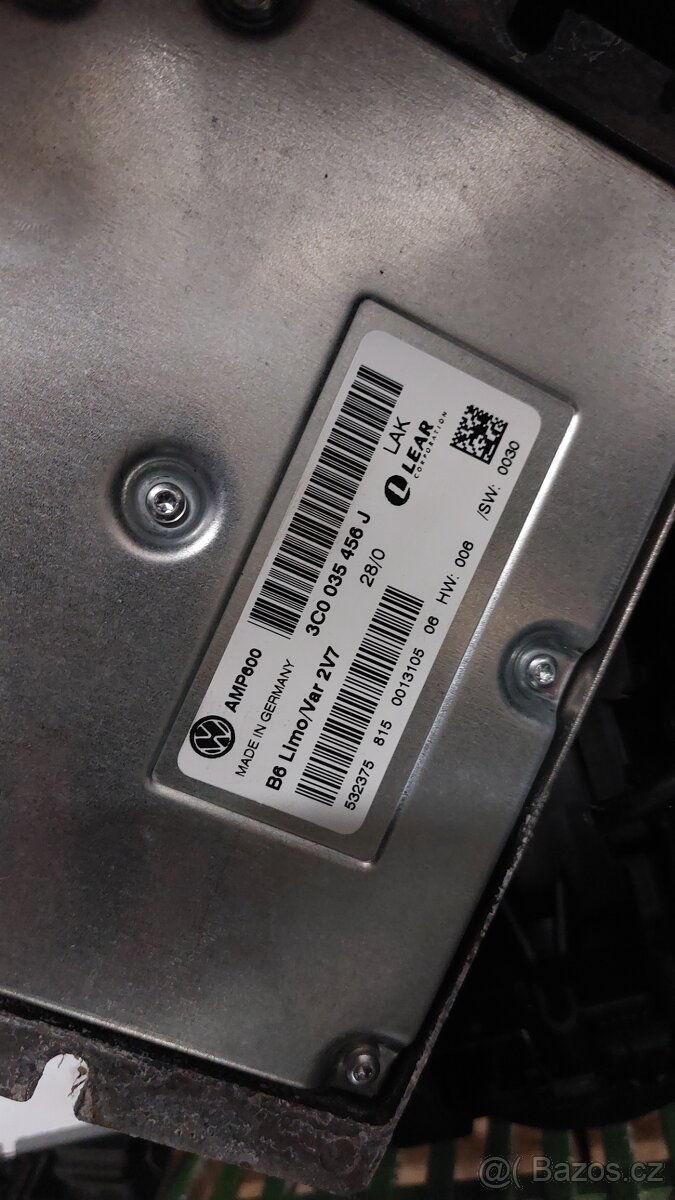 AMP600
LAK
MADE IN GERMANY
3C0 035 456 J
LEAR
CORPORATION
B6 Limo/Var 2V7
28/0
532375 815 0013105 06 HW: 006 /SW: 0030
@( Bazos.cz